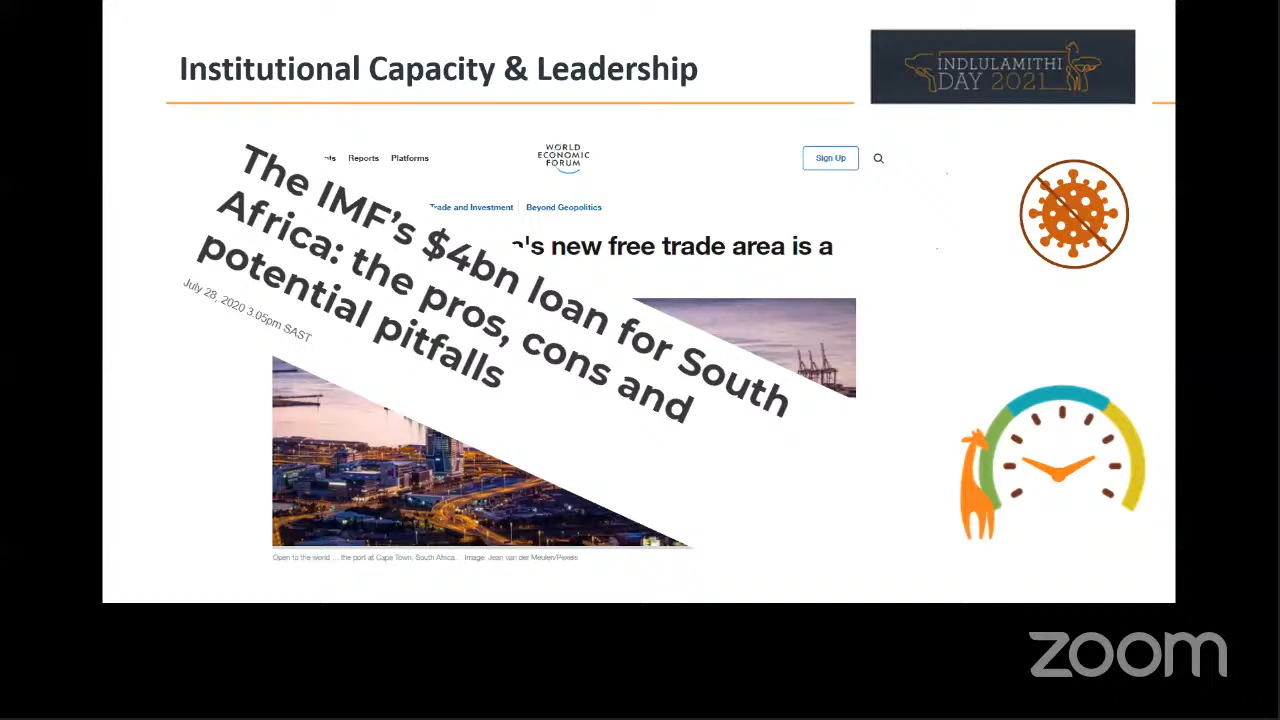 Institutional Capacity & Leadership
INDLULAMITHI
DAY 2021
Reports Platforms
WORLD
ECONOMIC
FORUM
Sign Up
Trade and Investment Beyond Geopolitics
's new free trade area is a
The IMF's $4bn loan for South
Africa: the pros, cons and
potential pitfalls
July 28, 2020 3.05pm SAST
Open to the world ... the port at Cape Town, South Africa. Image: Jean van der Meulen/Pexels
zoom